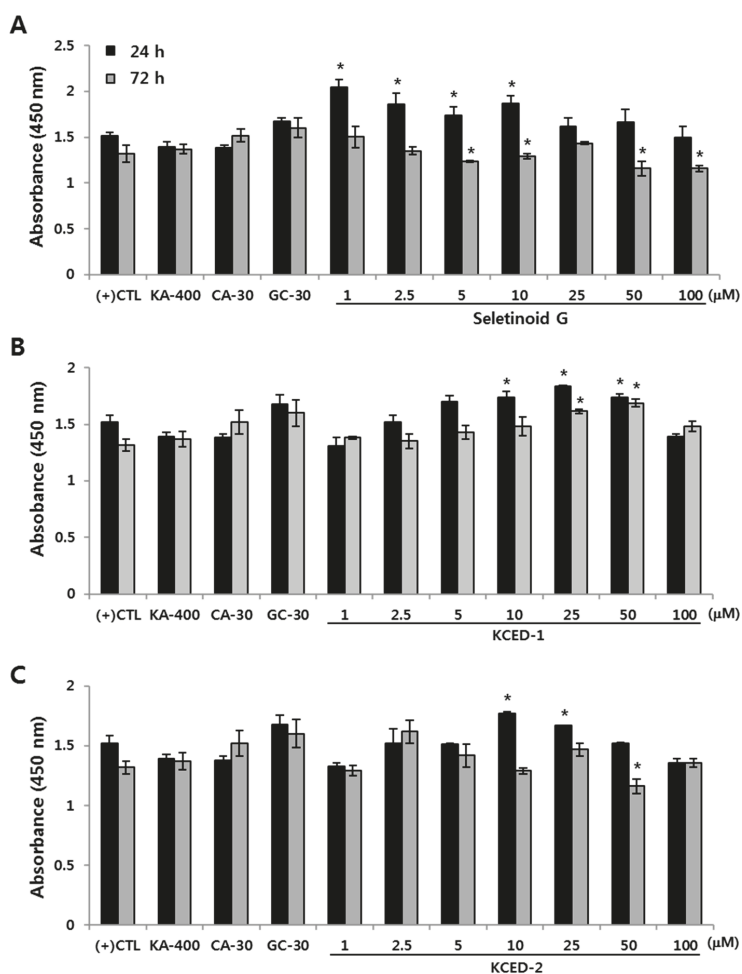 A
2.5
24 h
72 h
2
1.5
1
0.5
0
Absorbance (450 nm)
* * * * * * * *
(+)CTL KA-400 CA-30 GC-30 1 2.5 5 10 25 50 100 (μM)
Seletinoid G
B
2
1.5
1
0.5
0
Absobance (450 nm)
* * * * *
(+)CTL KA-400 CA-30 GC-30 1 2.5 5 10 25 50 100 (μM)
KCED-1
C
2
1.5
1
0.5
0
Absorbance (450 nm)
* * *
(+)CTL KA-400 CA-30 GC-30 1 2.5 5 10 25 50 100 (μM)
KCED-2